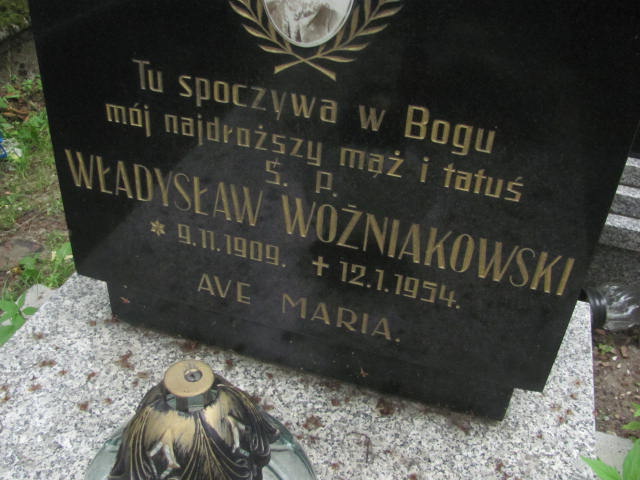 Tu spoczywa w Bogu
mój najdroższy mąż i tatuś
Ś. P.
WŁADYSŁAW WOŹNIAKOWSKI
* 9.11.1909. + 12.1.1954.
AVE MARIA.